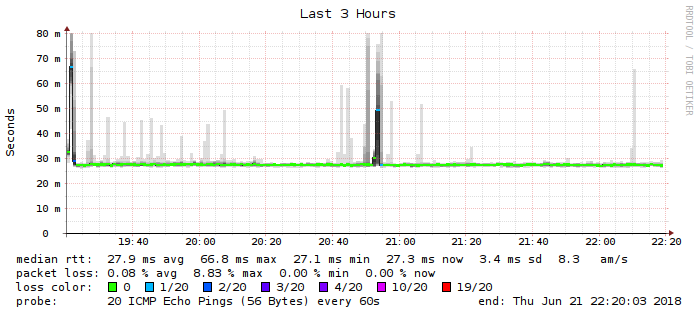 Last 3 Hours
RRDTOOL / TOBI OETIKER
Seconds
80 m
70 m
60 m
50 m
40 m
30 m
20 m
10 m
0
19:40 20:00 20:20 20:40 21:00 21:20 21:40 22:00 22:20
median rtt: 27.9 ms avg 66.8 ms max 27.1 ms min 27.3 ms now 3.4 ms sd 8.3 am/s
packet loss: 0.08 % avg 8.83 % max 0.00 % min 0.00 % now
loss color: 0 1/20 2/20 3/20 4/20 10/20 19/20
probe: 20 ICMP Echo Pings (56 Bytes) every 60s end: Thu Jun 21 22:20:03 2018